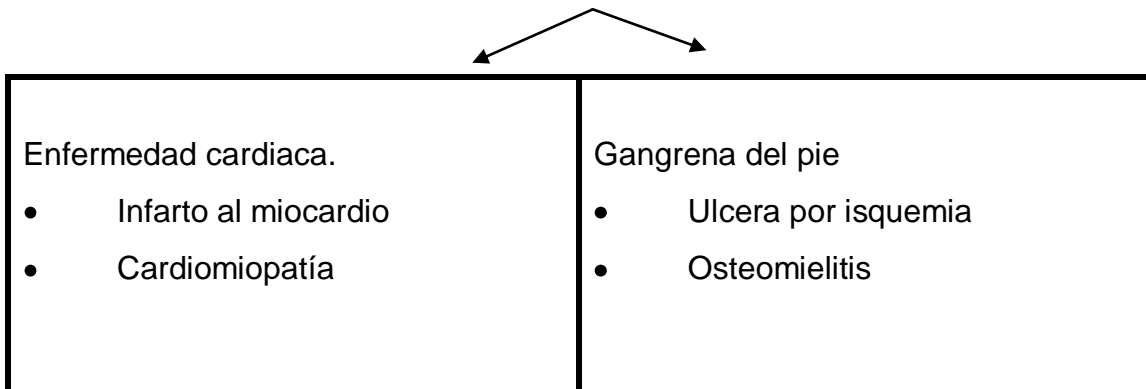 Enfermedad cardiaca.
• Infarto al miocardio
• Cardiomiopatía
Gangrena del pie
• Ulcera por isquemia
• Osteomielitis